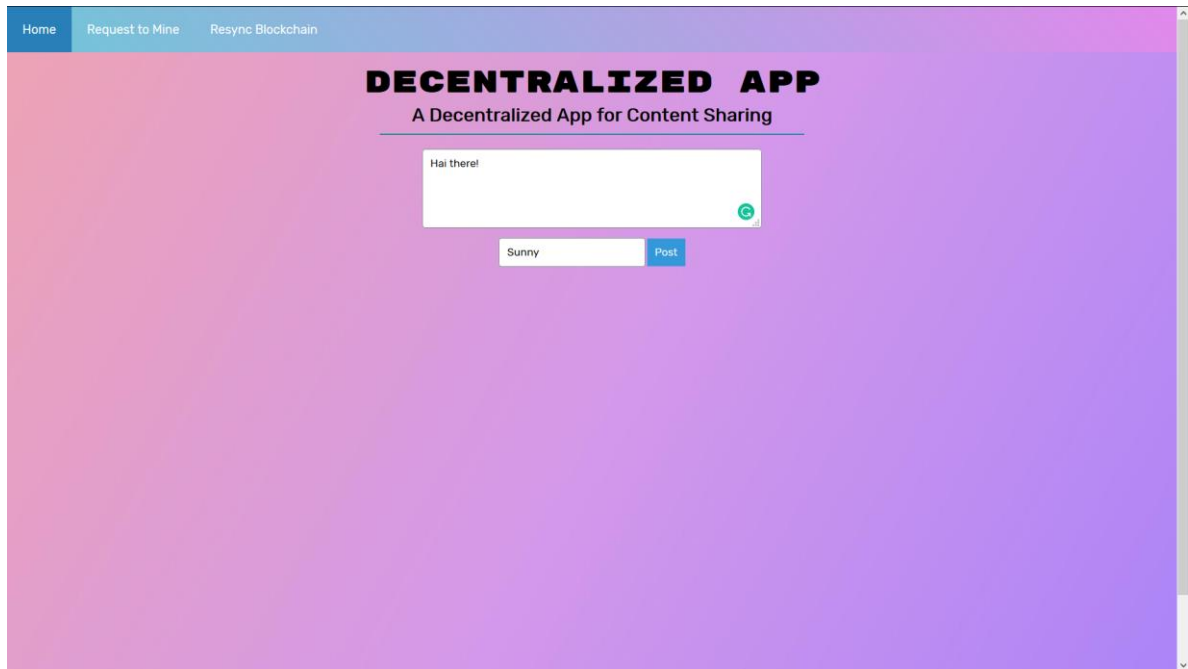 Home Request to Mine Resync Blockchain
DECENTRALIZED APP
A Decentralized App for Content Sharing
Hai there!
Sunny Post